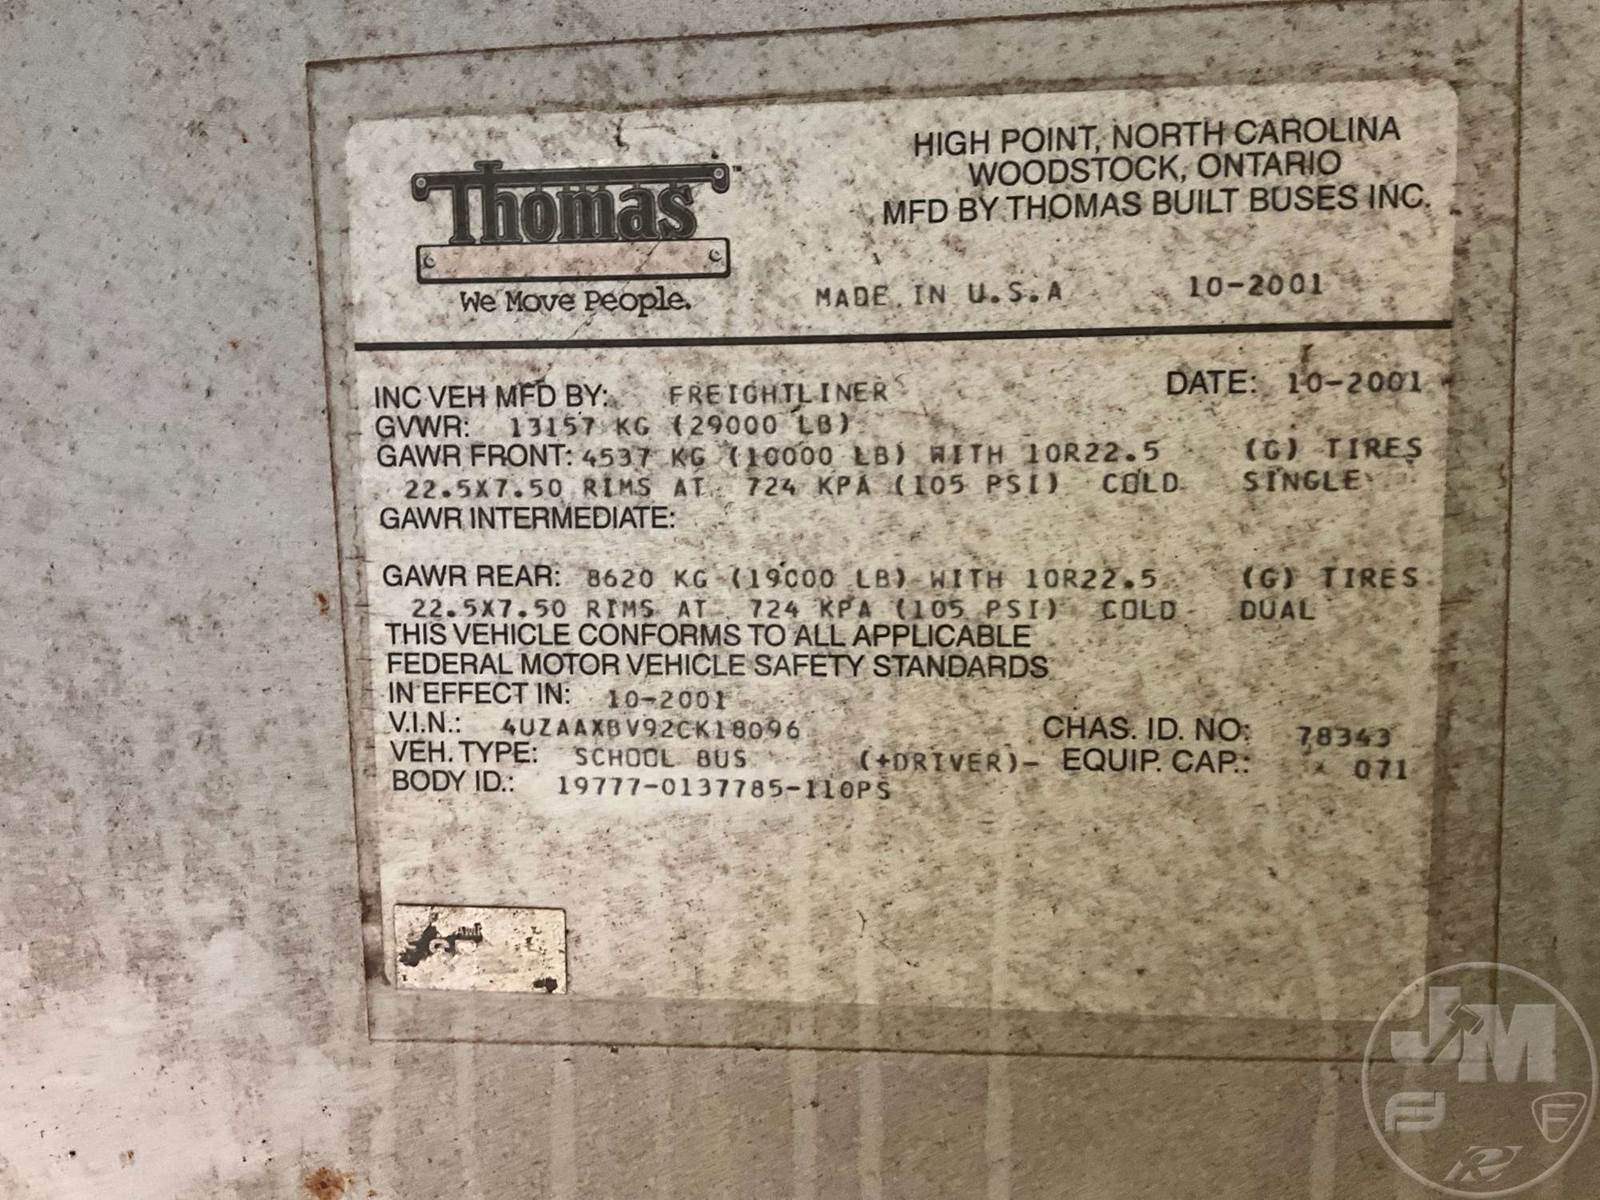 Thomas™
We Move People.
HIGH POINT, NORTH CAROLINA
WOODSTOCK, ONTARIO
MFD BY THOMAS BUILT BUSES INC.
MADE IN U.S.A 10-2001
INC VEH MFD BY: FREIGHTLINER DATE: 10-2001
GVWR: 13157 KG (29000 LB)
GAWR FRONT: 4537 KG (10000 LB) WITH 10R22.5 (G) TIRES
22.5X7.50 RIMS AT 724 KPA (105 PSI) COLD SINGLE
GAWR INTERMEDIATE:
GAWR REAR: 8620 KG (19000 LB) WITH 10R22.5 (G) TIRES
22.5X7.50 RIMS AT 724 KPA (105 PSI) COLD DUAL
THIS VEHICLE CONFORMS TO ALL APPLICABLE
FEDERAL MOTOR VEHICLE SAFETY STANDARDS
IN EFFECT IN: 10-2001
V.I.N.: 4UZAAXBV92CK18096 CHAS. ID. NO: 78343
VEH. TYPE: SCHOOL BUS (+DRIVER)- EQUIP. CAP.: 071
BODY ID.: 19777-0137785-110PS
JM